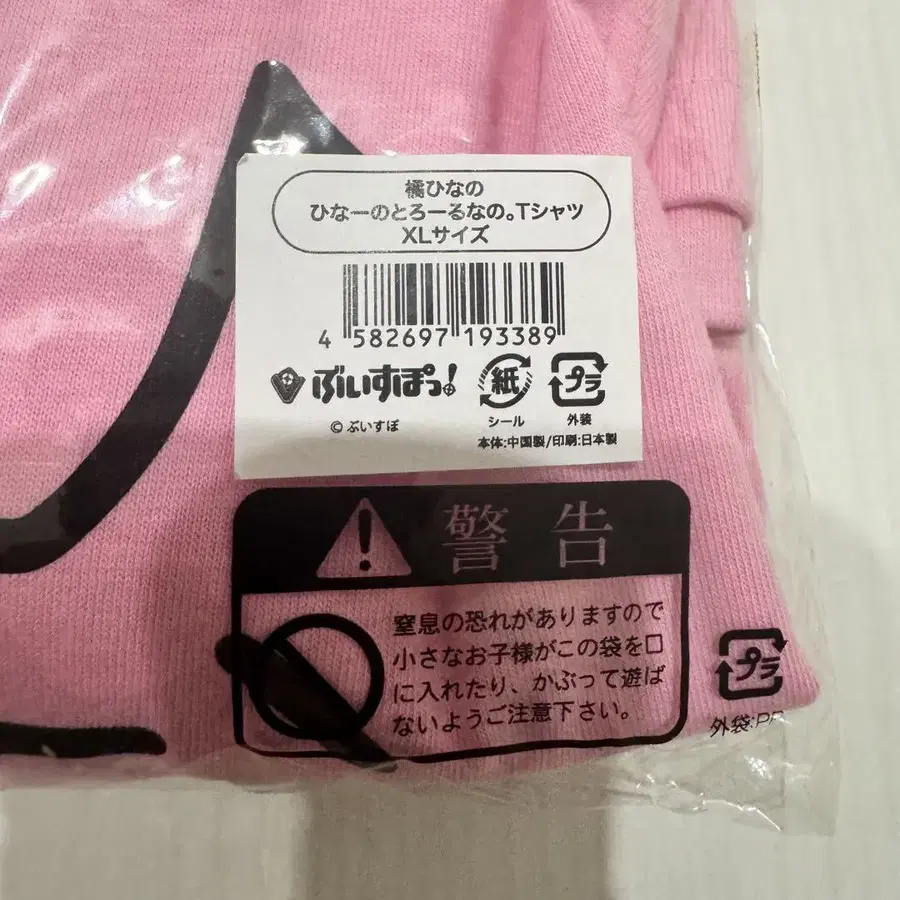 橘ひなの
ひなーのとろーるなの。Tシャツ
XLサイズ
4 582697 193389
ぶいすぽっ!
紙
プラ
シール
外装
© ぶいすぽ
本体:中国製/印刷:日本製
警告
窒息の恐れがありますので
小さなお子様がこの袋を口
に入れたり、かぶって遊ば
ないようご注意下さい。
プラ
外袋:PP